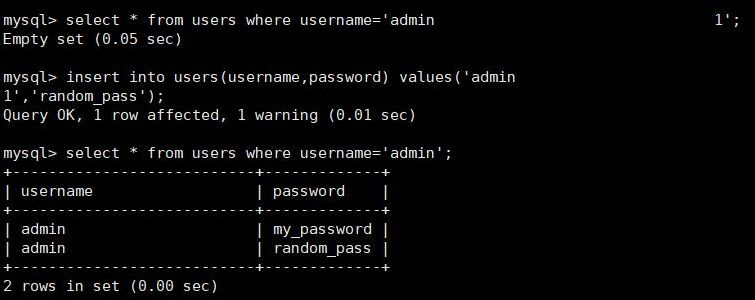 mysql> select * from users where username='admin                               1';
Empty set (0.05 sec)
mysql> insert into users(username,password) values('admin
1','random_pass');
Query OK, 1 row affected, 1 warning (0.01 sec)
mysql> select * from users where username='admin';
+---------------------------+-------------+
| username                  | password    |
+---------------------------+-------------+
| admin                     | my_password |
| admin                     | random_pass |
+---------------------------+-------------+
2 rows in set (0.00 sec)